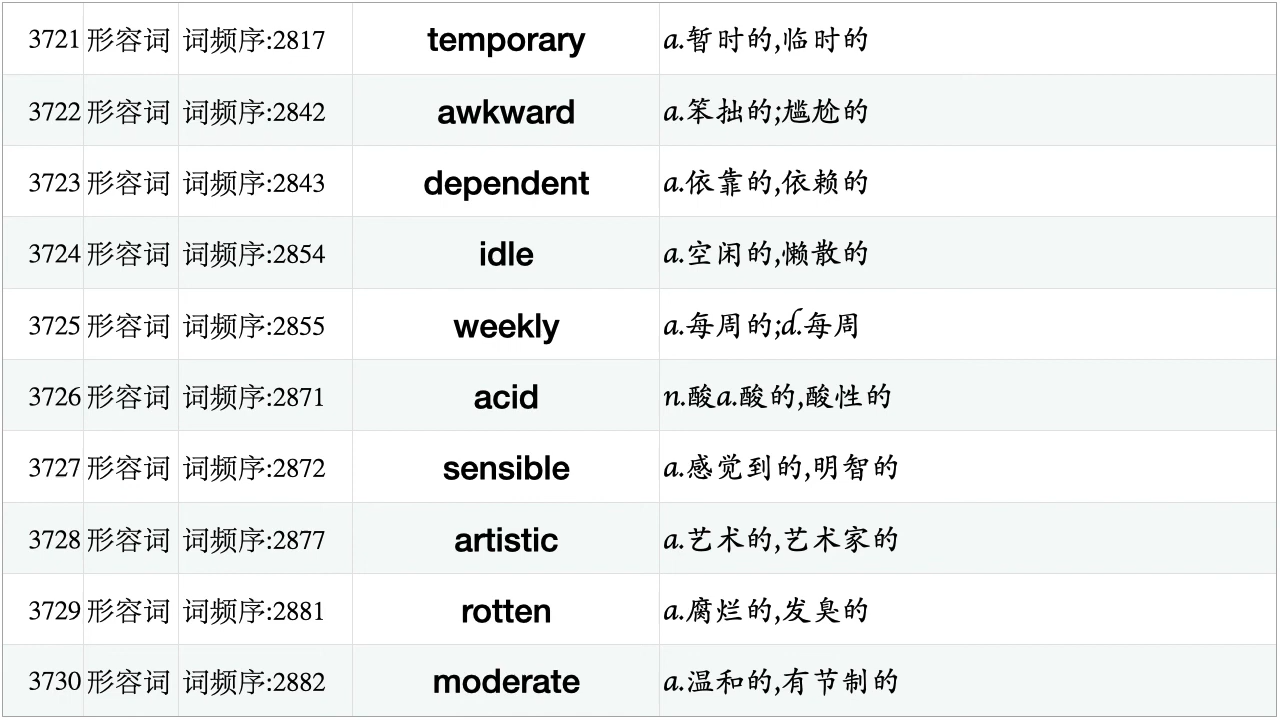 3721 形容词 词频序:2817 temporary a.暂时的,临时的
3722 形容词 词频序:2842 awkward a.笨拙的;尴尬的
3723 形容词 词频序:2843 dependent a.依靠的,依赖的
3724 形容词 词频序:2854 idle a.空闲的,懒散的
3725 形容词 词频序:2855 weekly a.每周的;d.每周
3726 形容词 词频序:2871 acid n.酸a.酸的,酸性的
3727 形容词 词频序:2872 sensible a.感觉到的,明智的
3728 形容词 词频序:2877 artistic a.艺术的,艺术家的
3729 形容词 词频序:2881 rotten a.腐烂的,发臭的
3730 形容词 词频序:2882 moderate a.温和的,有节制的